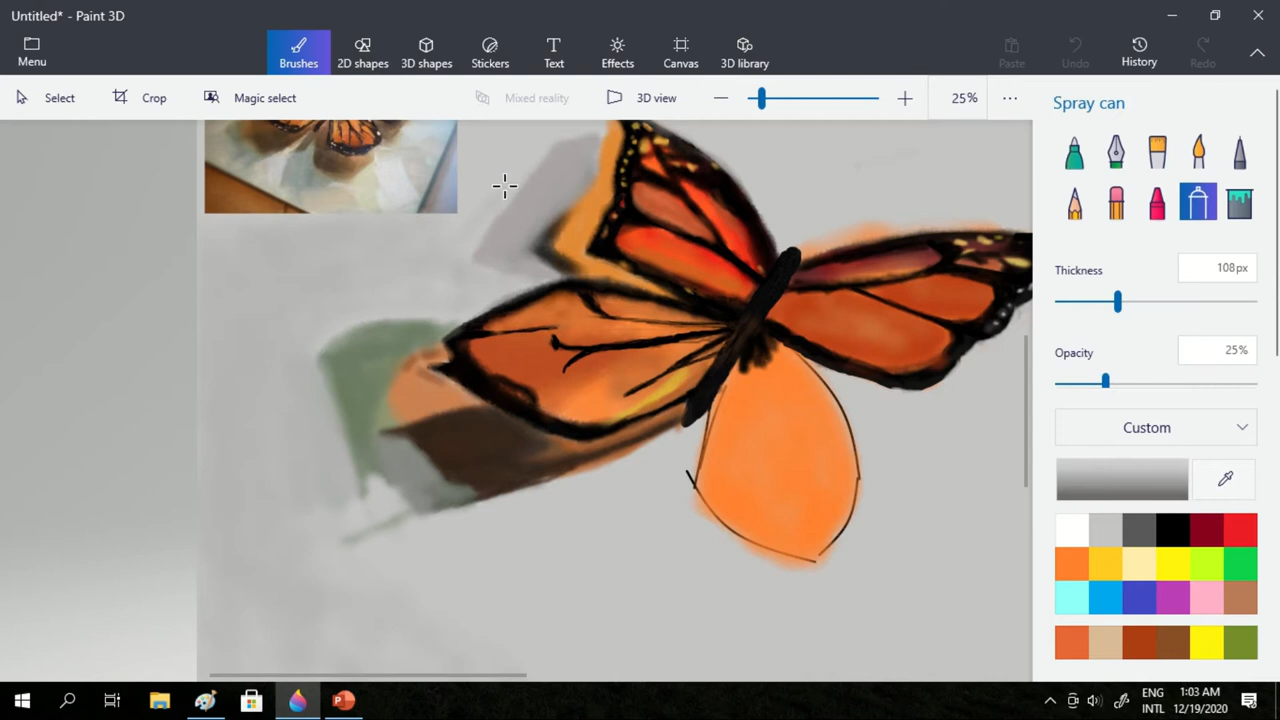 Untitled* - Paint 3D
Menu
Brushes
2D shapes
3D shapes
Stickers
Text
Effects
Canvas
3D library
Paste
Undo
History
Redo
Select
Crop
Magic select
Mixed reality
3D view
25%
Spray can
Thickness
108px
Opacity
25%
Custom
ENG
INTL
1:03 AM
12/19/2020